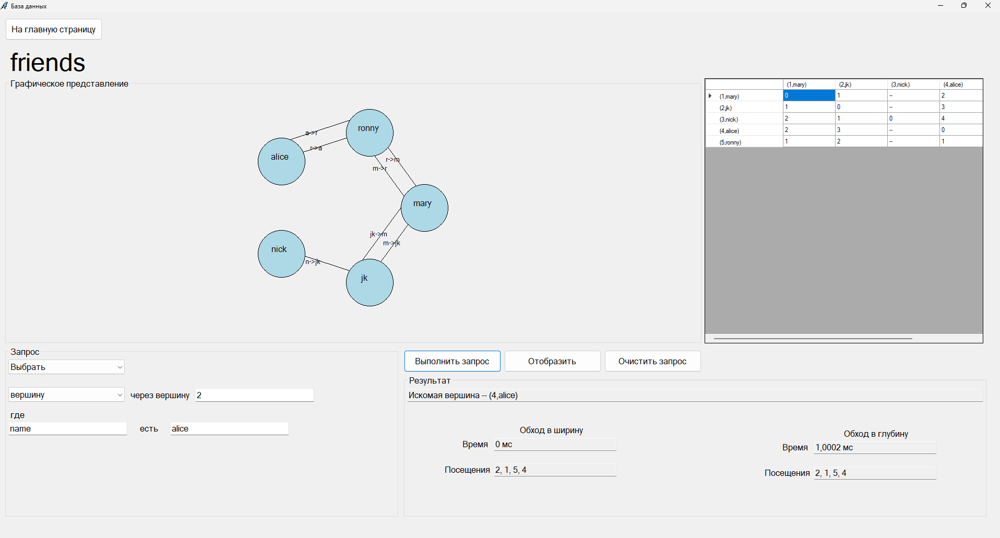 База данных
На главную страницу
friends
Графическое представление
ronny
a->r
r->a
alice
r->m
m->r
mary
jk->m
m->jk
nick
n->jk
jk
(1,mary) (2,jk) (3,nick) (4,alice)
(1,mary) 0 1 -- 2
(2,jk) 1 0 -- 3
(3,nick) 2 1 0 4
(4,alice) 2 3 -- 0
(5,ronny) 1 2 -- 1
Запрос
Выбрать
вершину через вершину 2
где
name есть alice
Выполнить запрос Отобразить Очистить запрос
Результат
Искомая вершина -- (4,alice)
Обход в ширину
Время 0 мс
Посещения 2, 1, 5, 4
Обход в глубину
Время 1,0002 мс
Посещения 2, 1, 5, 4